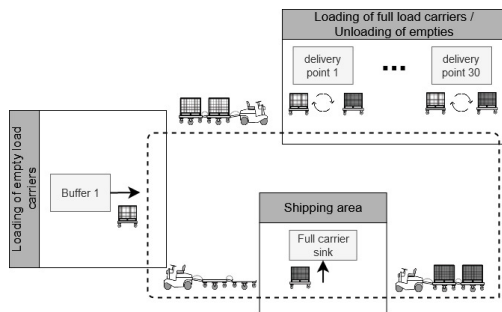 Loading of full load carriers /
Unloading of empties
delivery
point 1
...
delivery
point 30
Loading of empty load
carriers
Buffer 1
Shipping area
Full carrier
sink